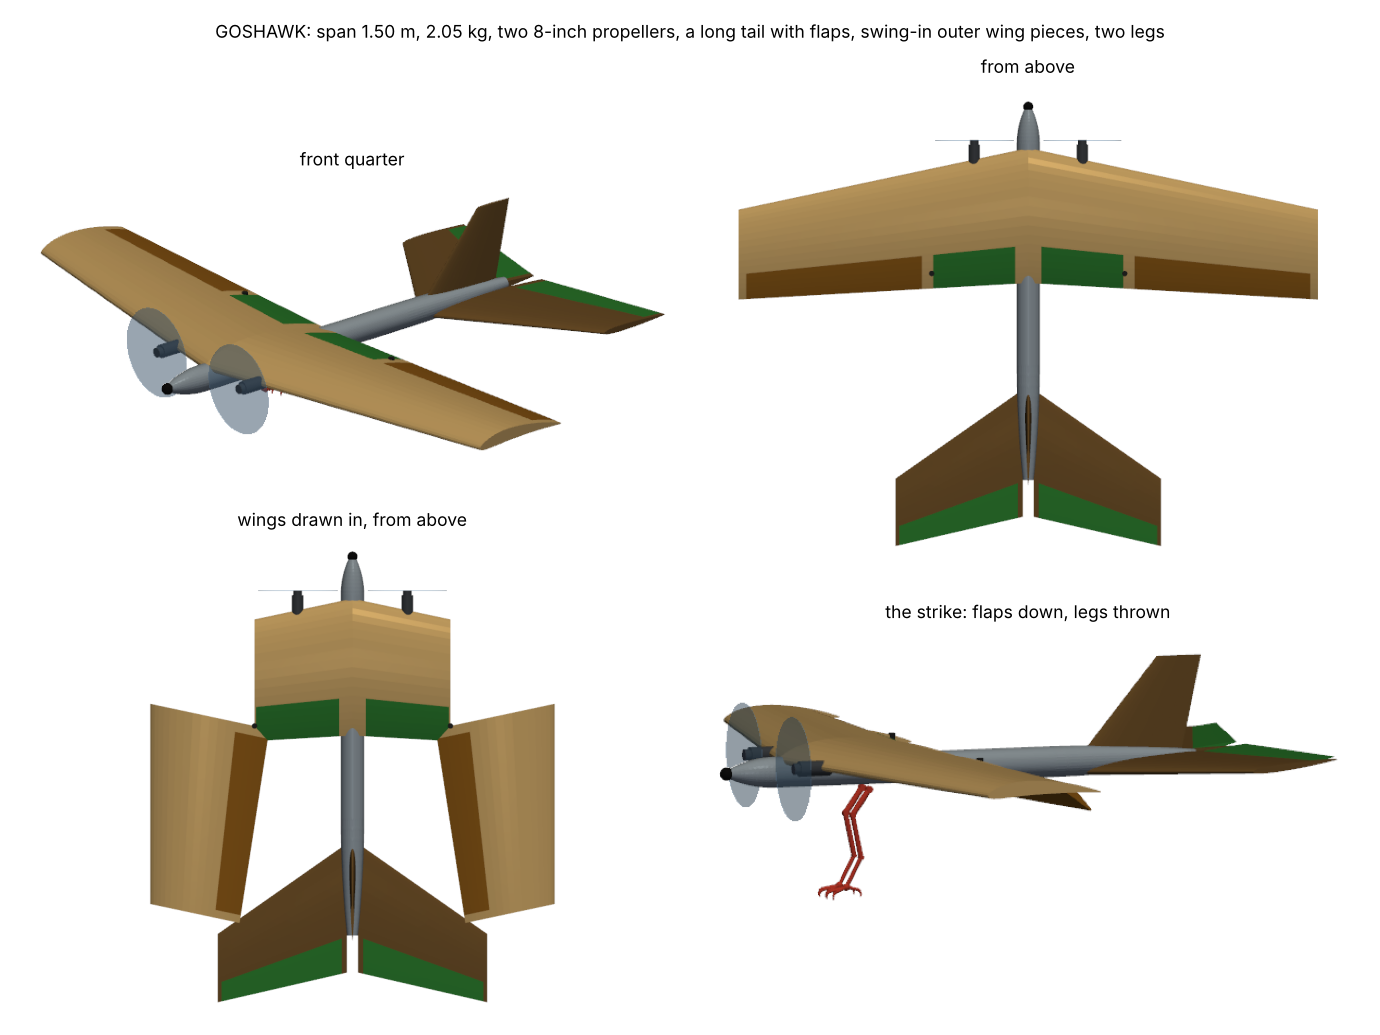 GOSHAWK: span 1.50 m, 2.05 kg, two 8-inch propellers, a long tail with flaps, swing-in outer wing pieces, two legs
from above
front quarter
wings drawn in, from above
the strike: flaps down, legs thrown